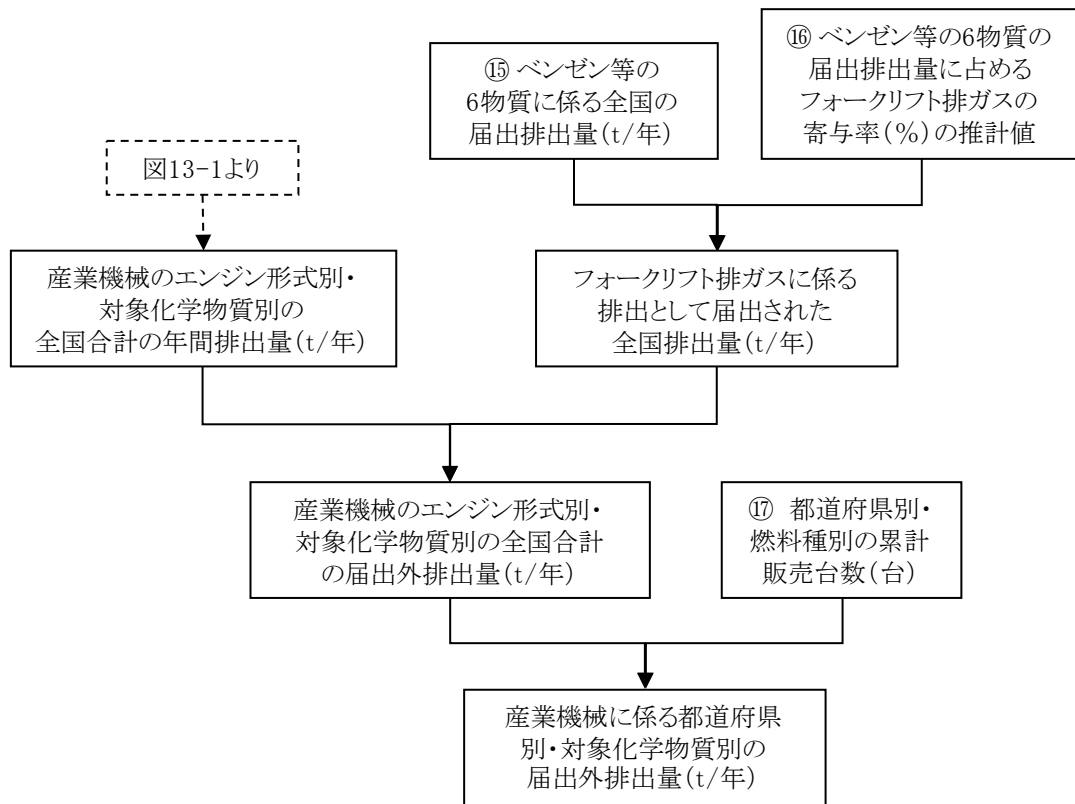 ⑮ ベンゼン等の
6物質に係る全国の
届出排出量(t/年)
⑯ ベンゼン等の6物質の
届出排出量に占める
フォークリフト排ガスの
寄与率(%)の推計値
図13-1より
産業機械のエンジン形式別・
対象化学物質別の
全国合計の年間排出量(t/年)
フォークリフト排ガスに係る
排出として届出された
全国排出量(t/年)
産業機械のエンジン形式別・
対象化学物質別の全国合計
の届出外排出量(t/年)
⑰ 都道府県別・
燃料種別の累計
販売台数(台)
産業機械に係る都道府県
別・対象化学物質別の
届出外排出量(t/年)